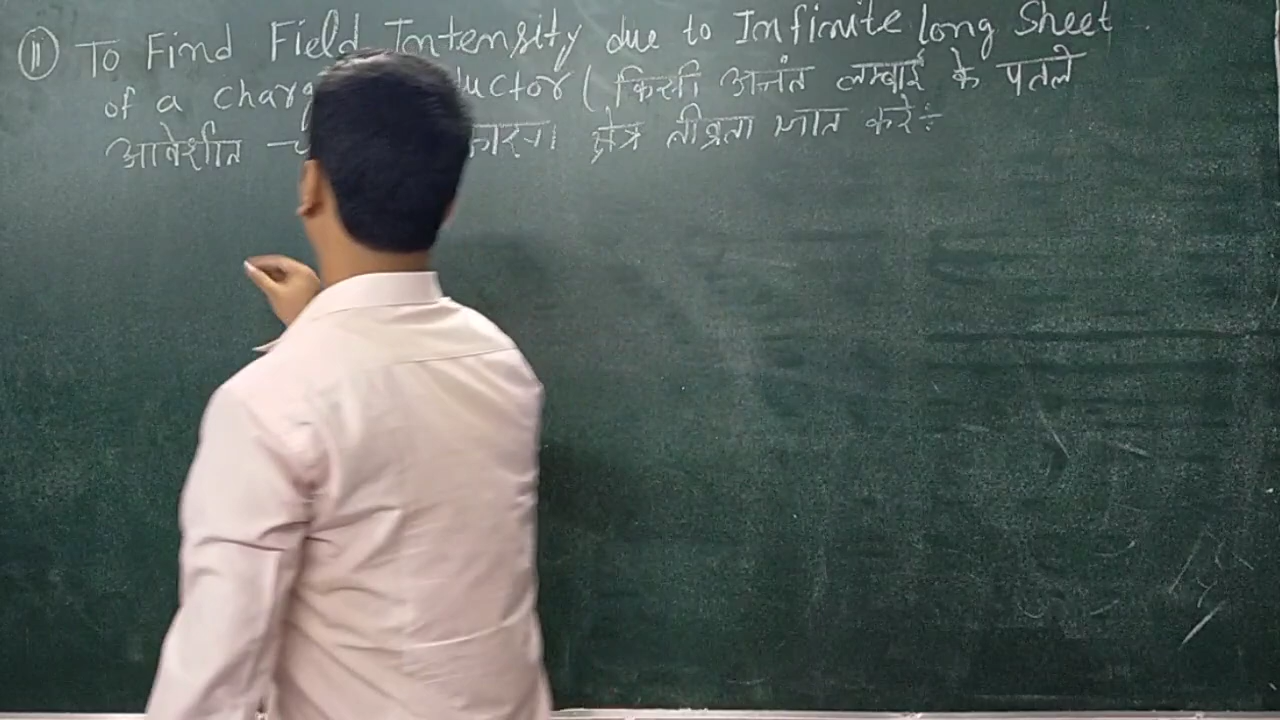 ⑪ To Find Field Intensity due to Infinite long Sheet
of a charg uctor ( किसी अनंत लम्बाई के पतले
आवेशीत कारण क्षेत्र तीव्रता ज्ञात करे÷